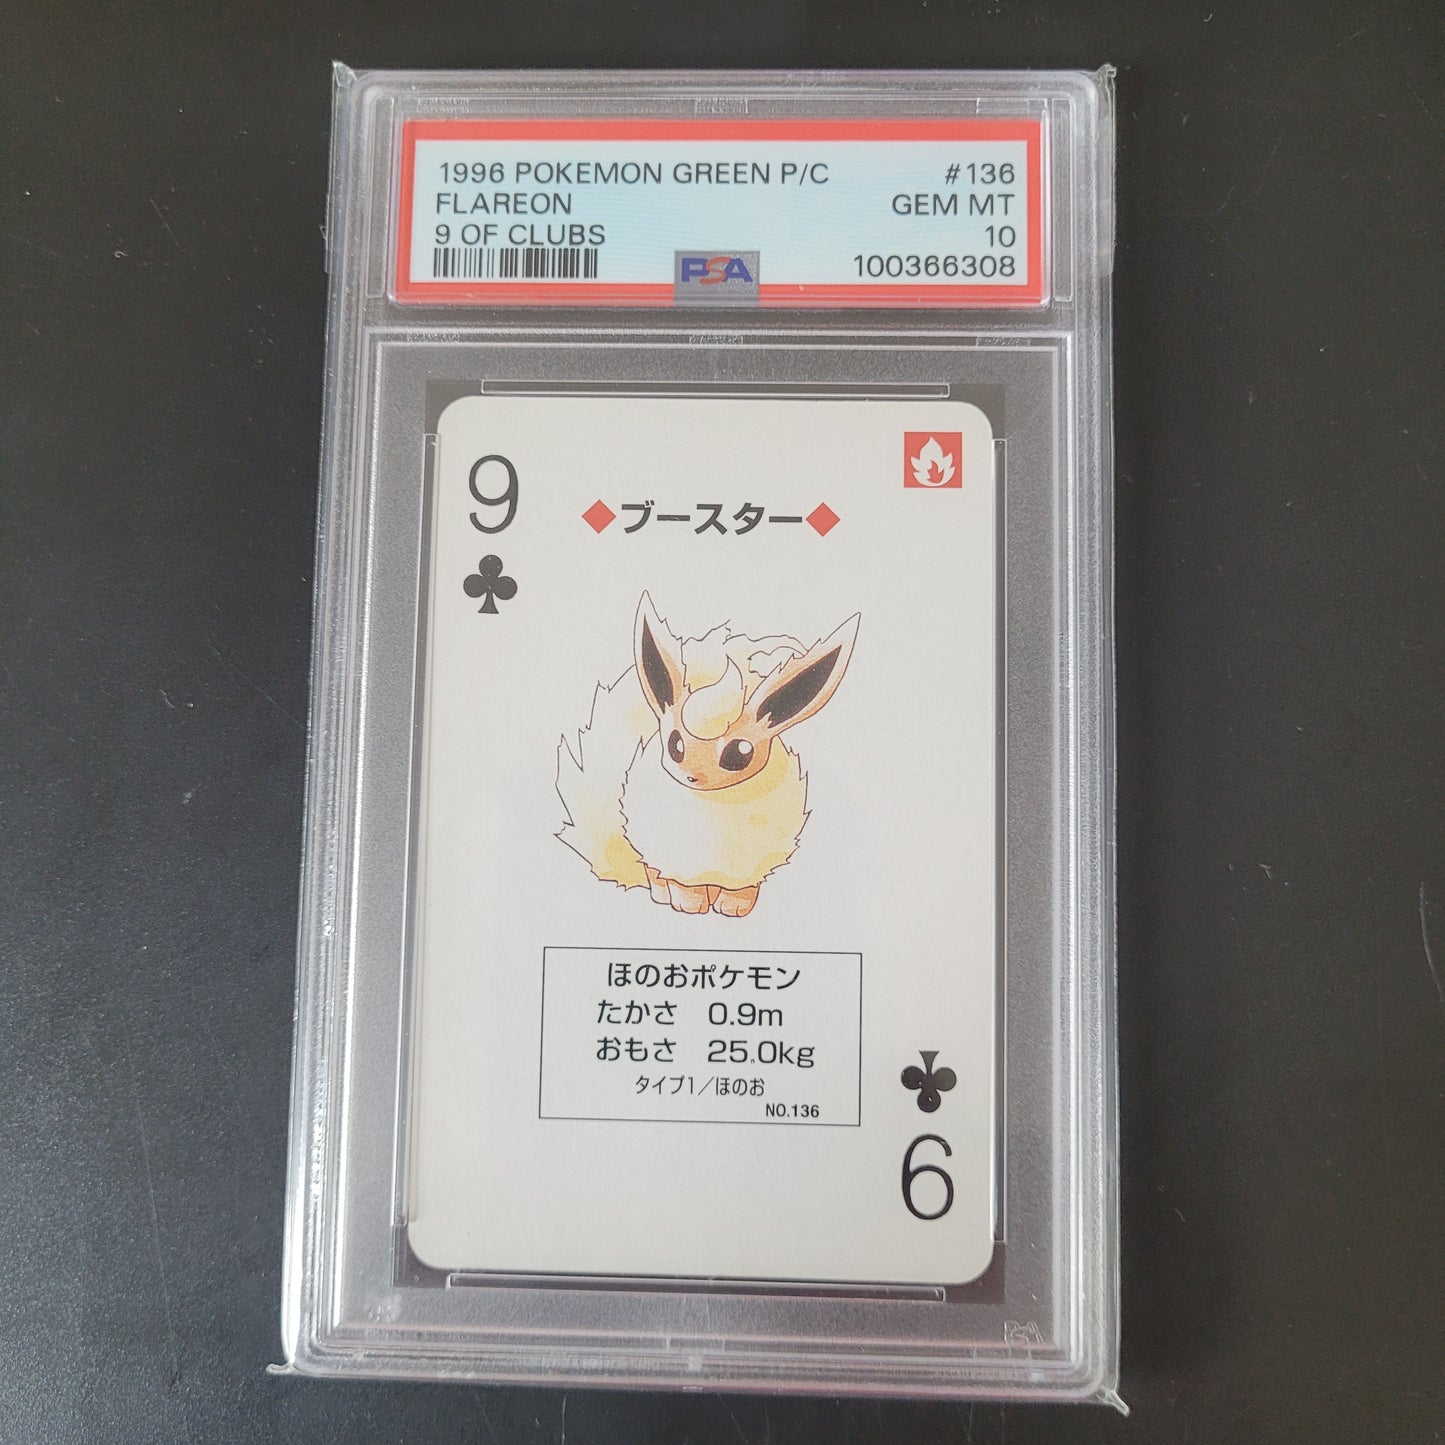 1996 POKEMON GREEN P/C #136
FLAREON GEM MT
9 OF CLUBS 10
PSA 100366308
9
◆ブースター◆
ほのおポケモン
たかさ 0.9m
おもさ 25.0kg
タイプ1/ほのお
NO.136
9